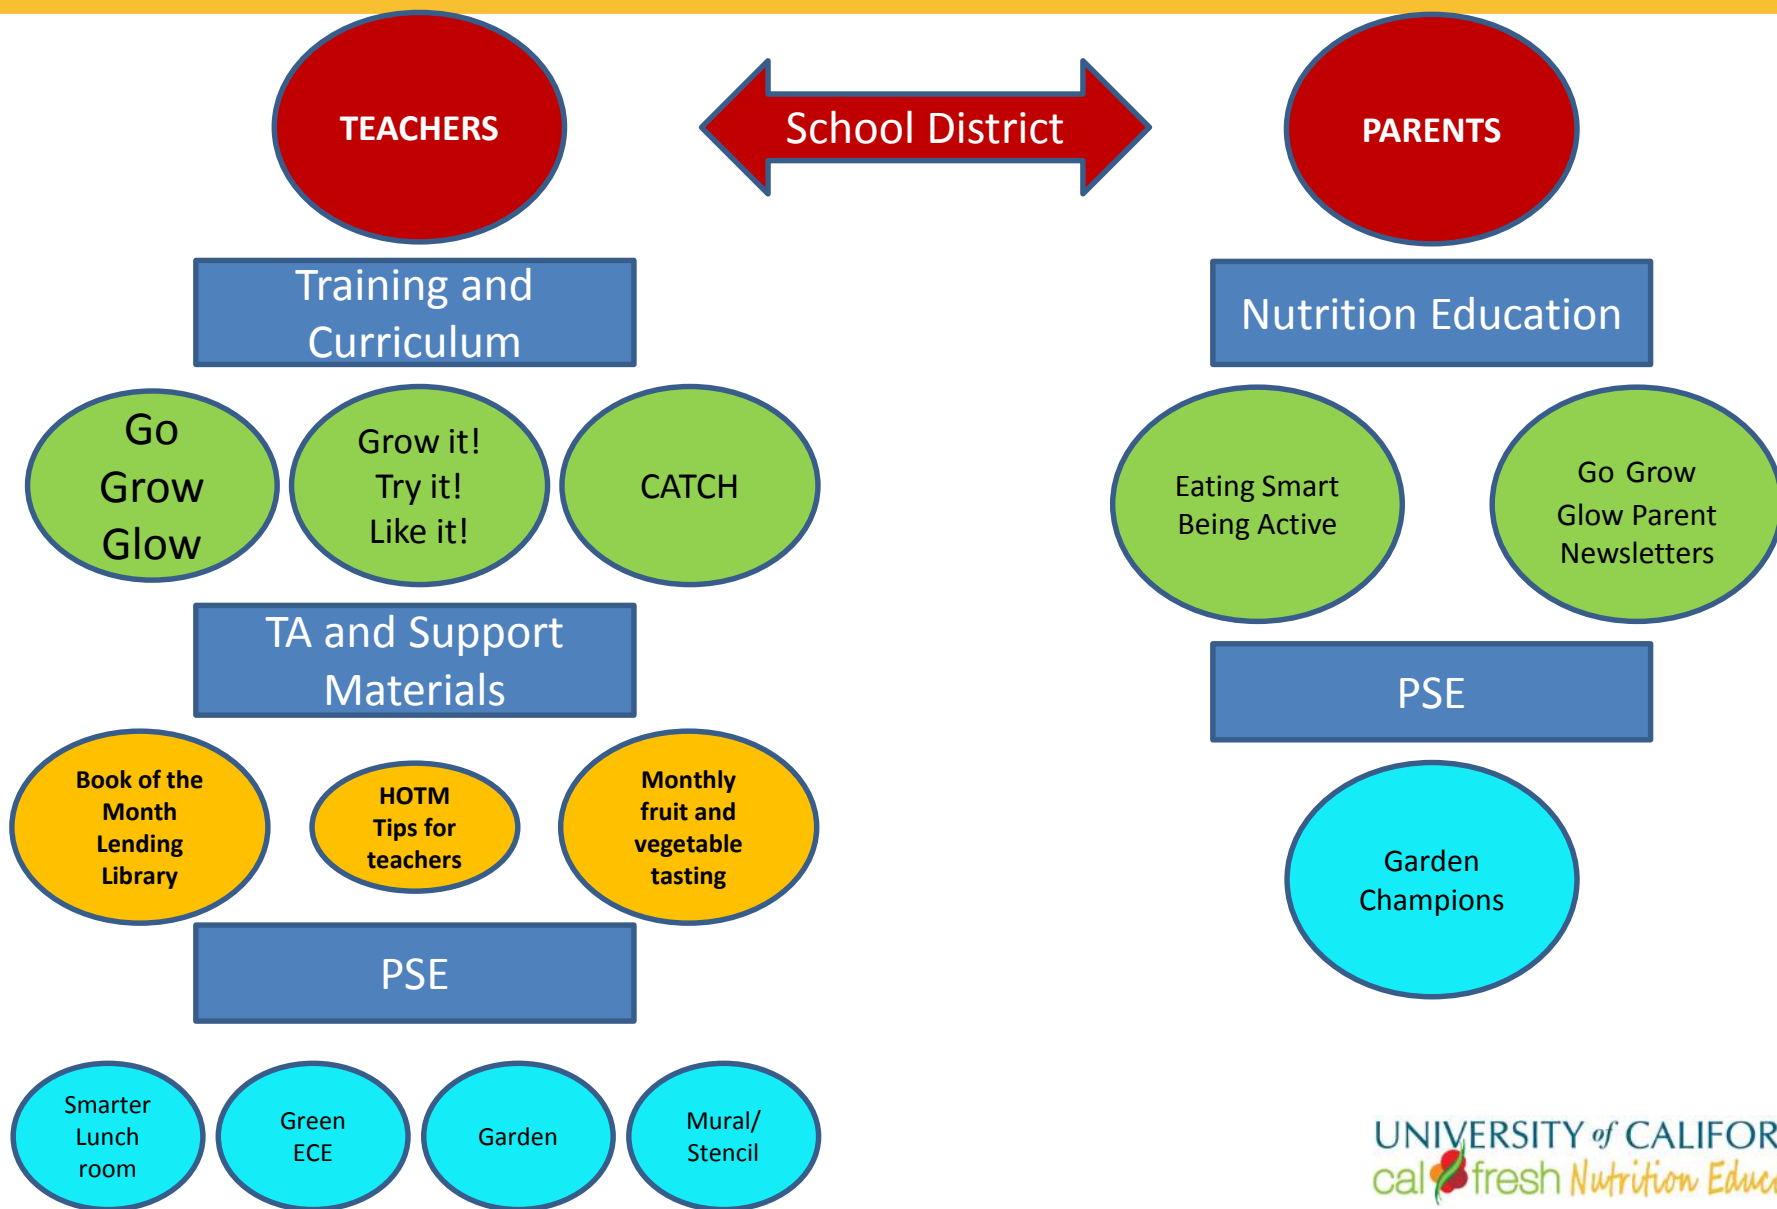 TEACHERS
School District
PARENTS
Training and
Curriculum
Nutrition Education
Go
Grow
Glow
Grow it!
Try it!
Like it!
CATCH
Eating Smart
Being Active
Go Grow
Glow Parent
Newsletters
TA and Support
Materials
PSE
Book of the
Month
Lending
Library
HOTM
Tips for
teachers
Monthly
fruit and
vegetable
tasting
Garden
Champions
PSE
Smarter
Lunch
room
Green
ECE
Garden
Mural/
Stencil
UNIVERSITY of CALIFOR
cal fresh Nutrition Educ